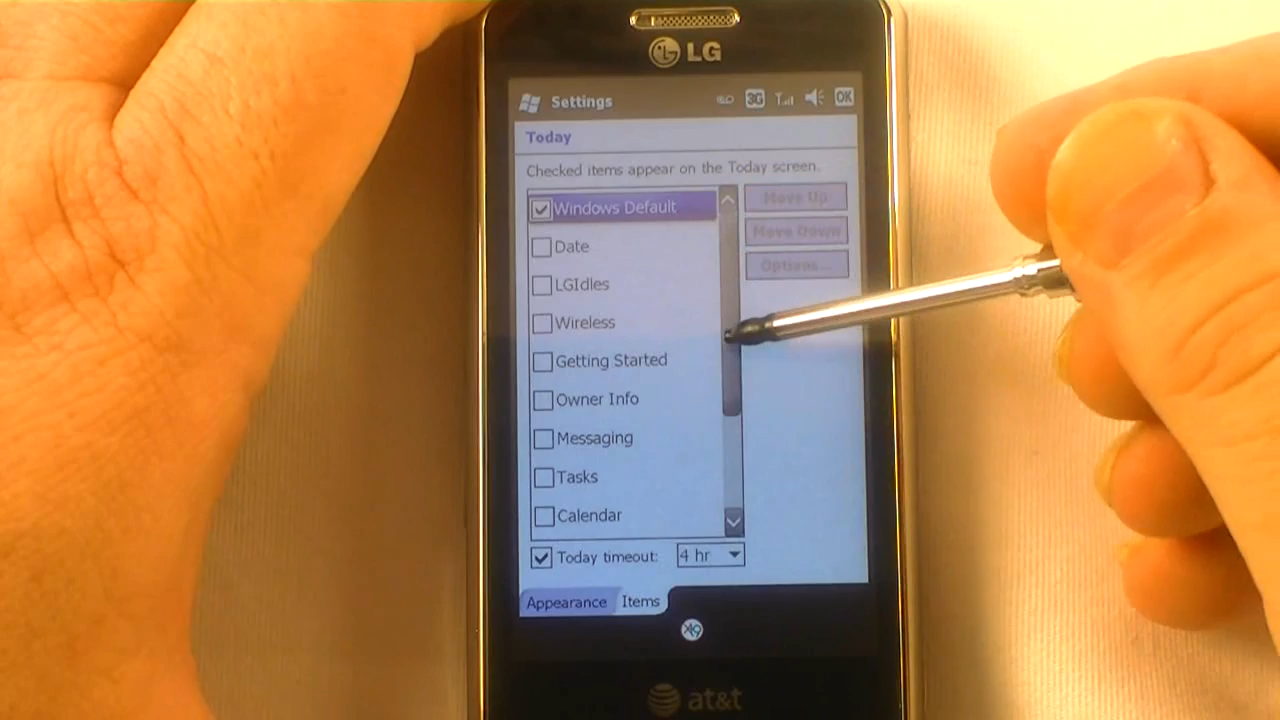 LG
Settings 3G OK
Today
Checked items appear on the Today screen.
Windows Default
Move Up
Date
Move Down
Options...
LGIdles
Wireless
Getting Started
Owner Info
Messaging
Tasks
Calendar
Today timeout: 4 hr
Appearance Items
at&t